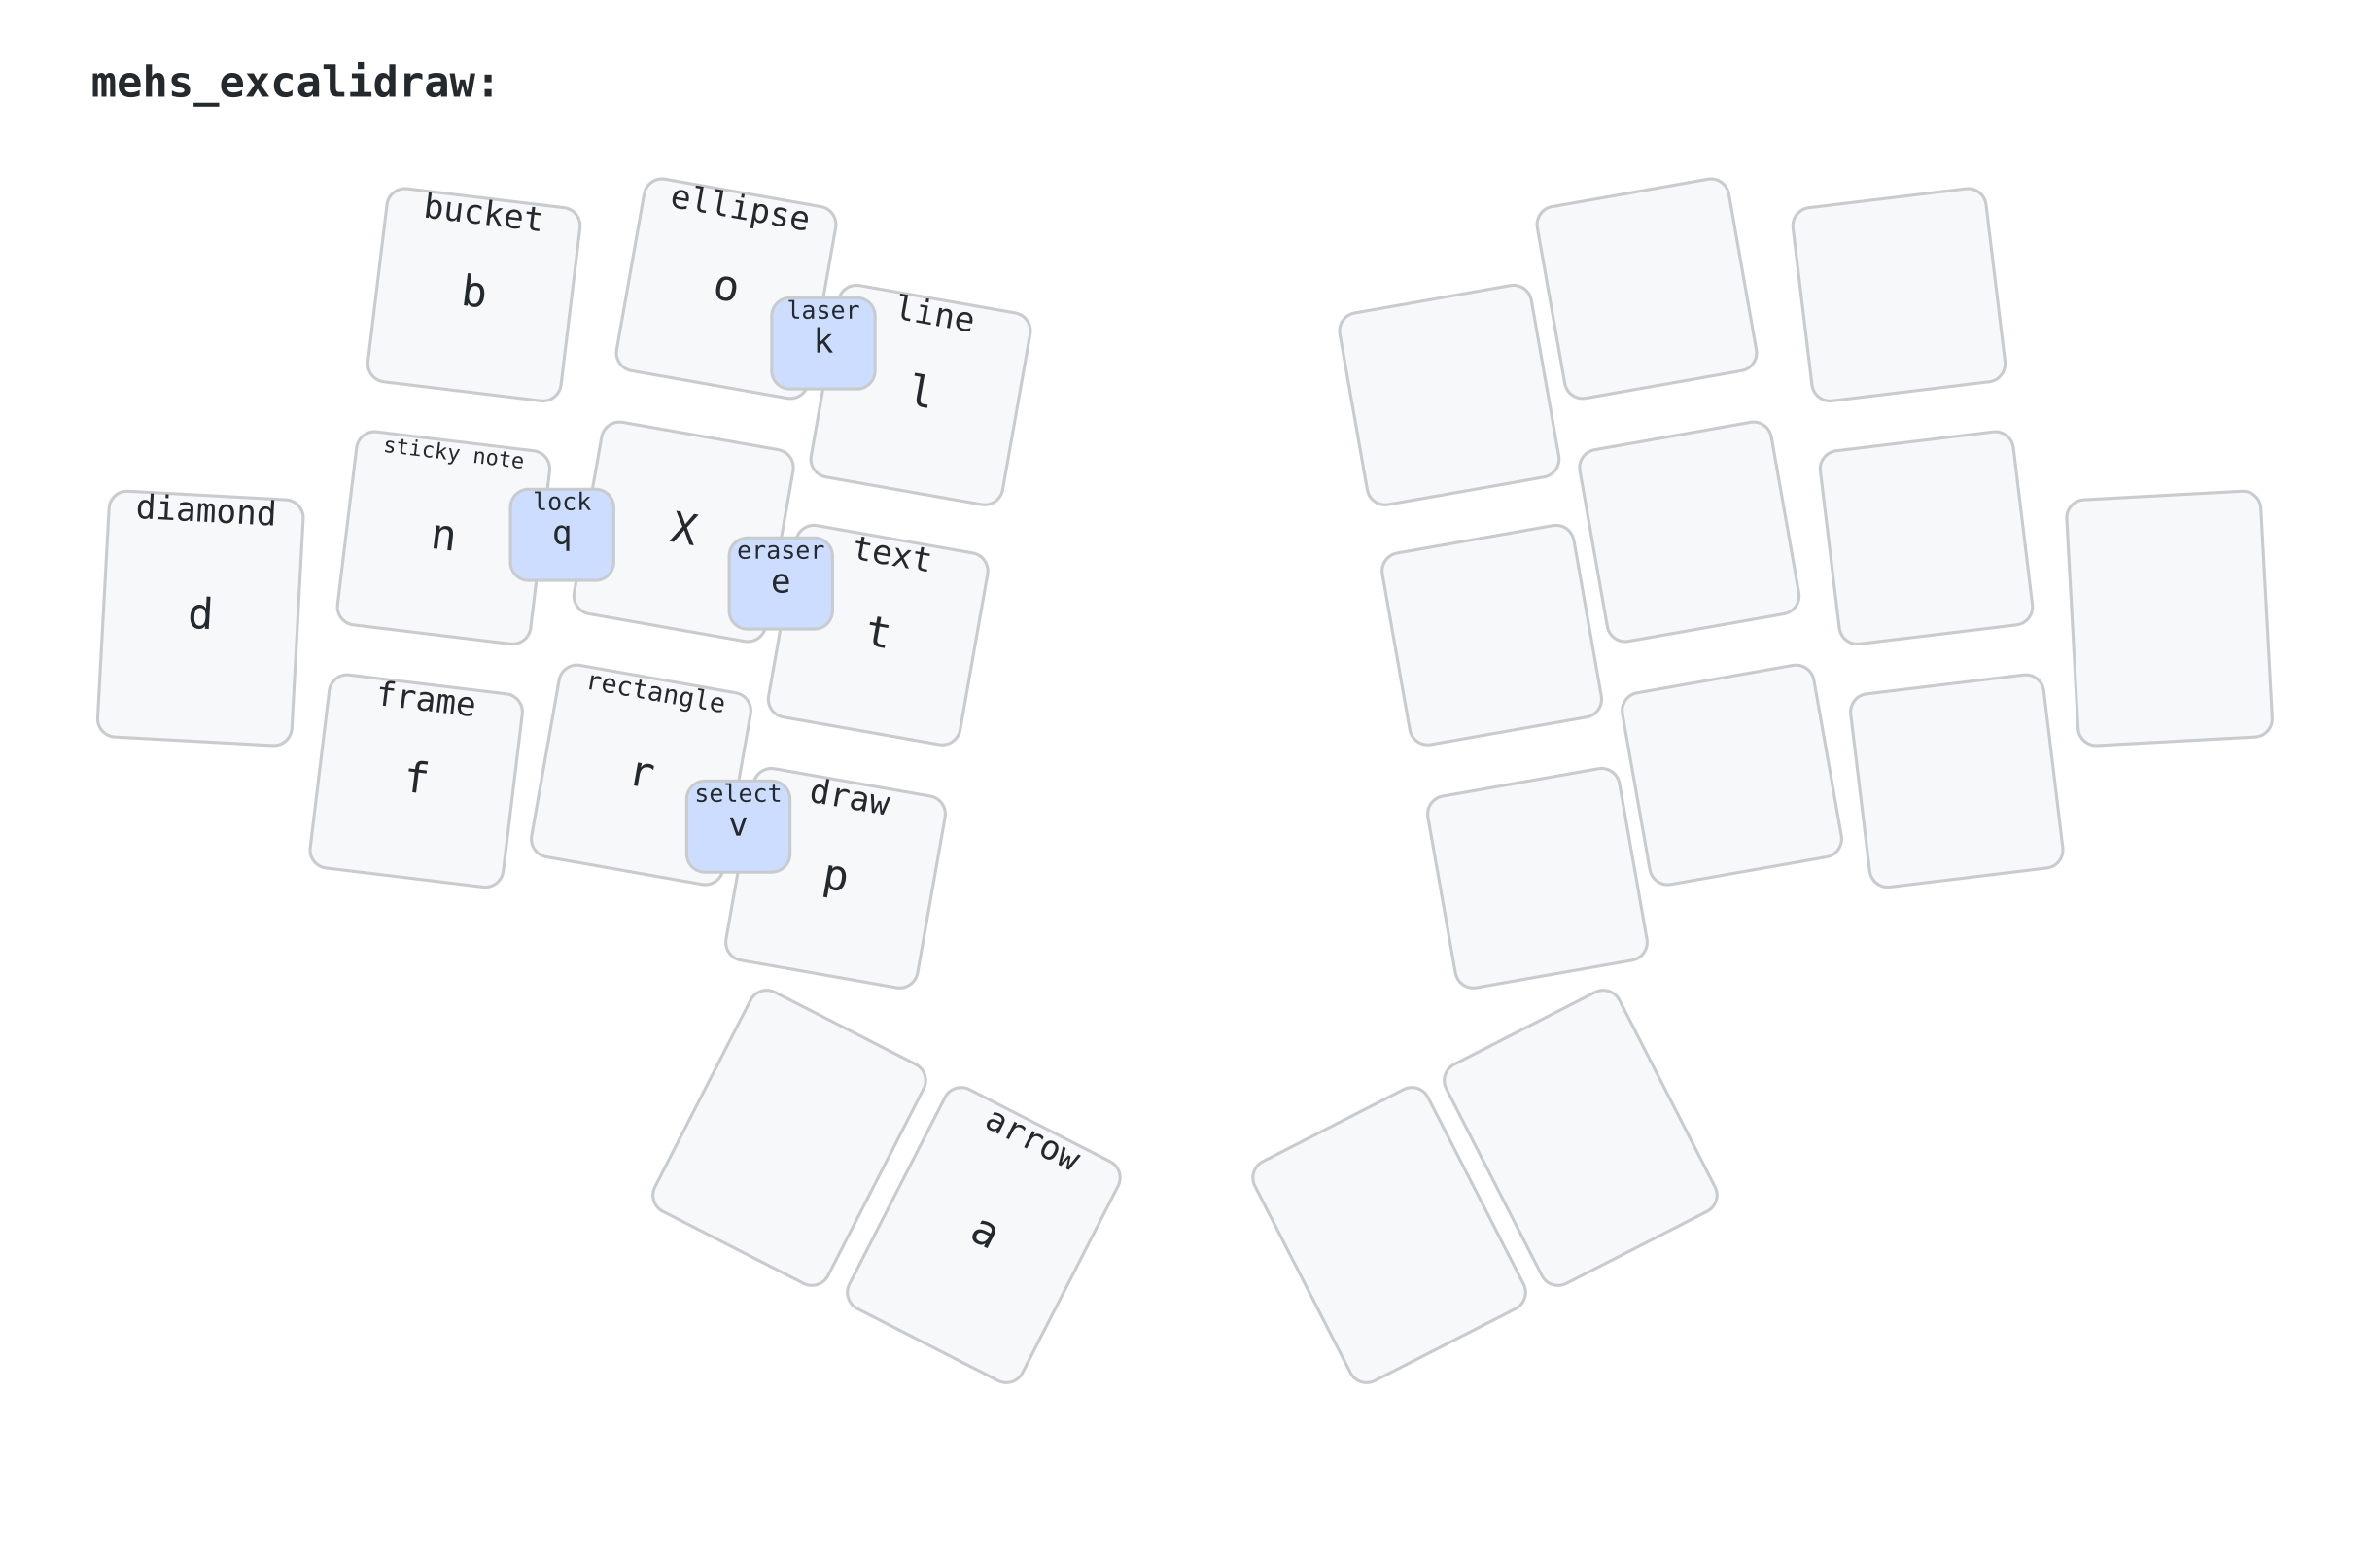 mehs_excalidraw:
bucket
b
ellipse
o
laser
k
line
l
diamond
d
sticky note
n
lock
q
X
eraser
e
text
t
frame
f
rectangle
r
select
v
draw
p
arrow
a